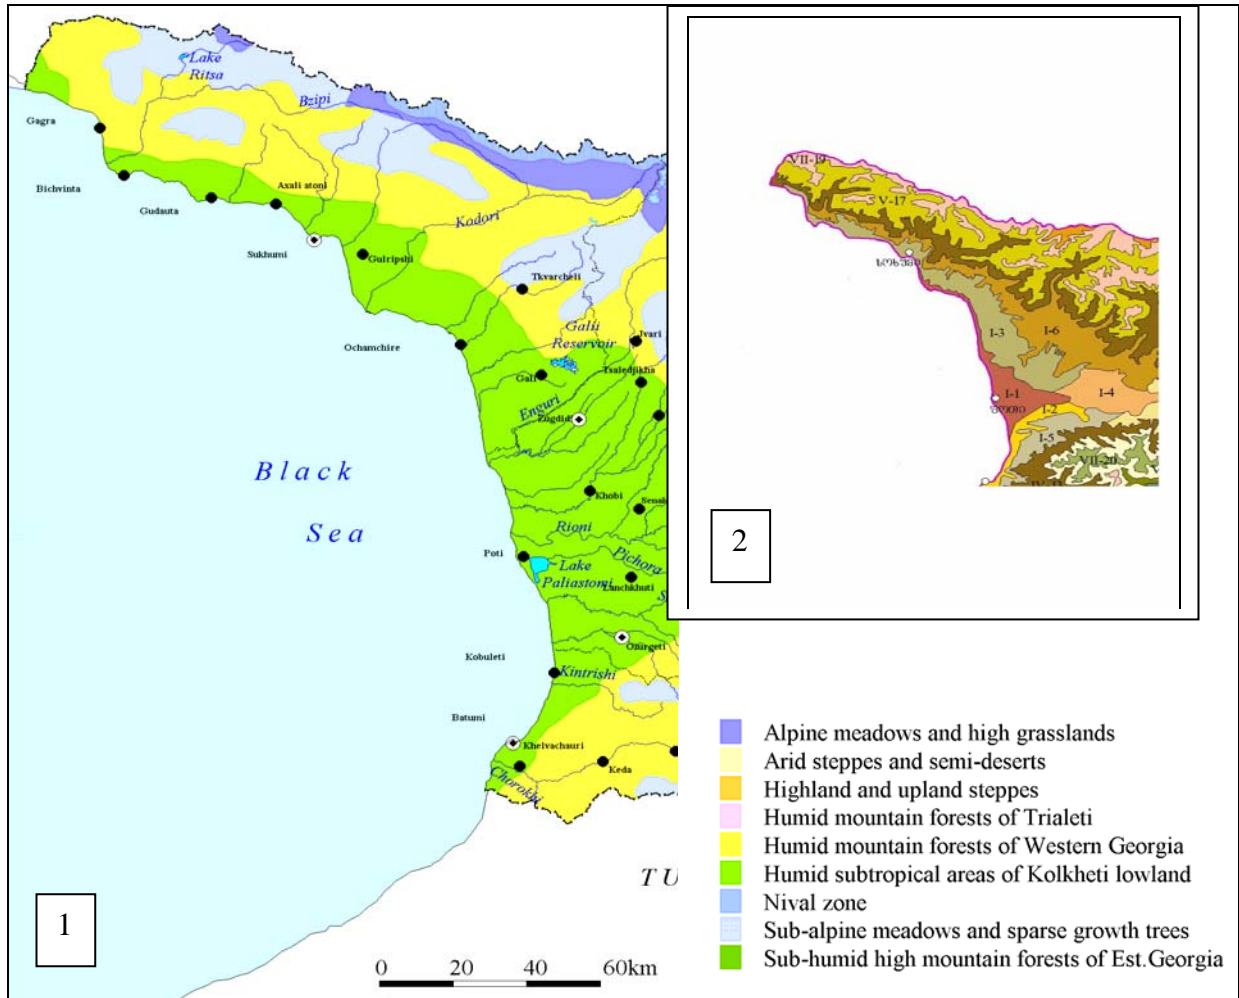 Lake
Ritsa
Bzipi
Gagra
Bichvinta
Gudauta
Axali atoni
Sukhumi
Gulripshi
Kodori
Tkvarcheli
Ochamchire
Galii
Reservoir
Jvari
Gali
Tsaledjikha
Enguri
Zugdidi
Black
Sea
Khobi
Senak
Rioni
Poti
Lake
Paliastomi
Pichora
Lanchkhuti
S
Ozurgeti
Kobuleti
Kintrishi
Batumi
Khelvachauri
Chorokhi
Keda
TU
1
0 20 40 60km
VII-19
V-17
I-3
I-6
I-1
I-4
I-2
ფოთი
I-5
VII-20
2
Alpine meadows and high grasslands
Arid steppes and semi-deserts
Highland and upland steppes
Humid mountain forests of Trialeti
Humid mountain forests of Western Georgia
Humid subtropical areas of Kolkheti lowland
Nival zone
Sub-alpine meadows and sparse growth trees
Sub-humid high mountain forests of Est.Georgia